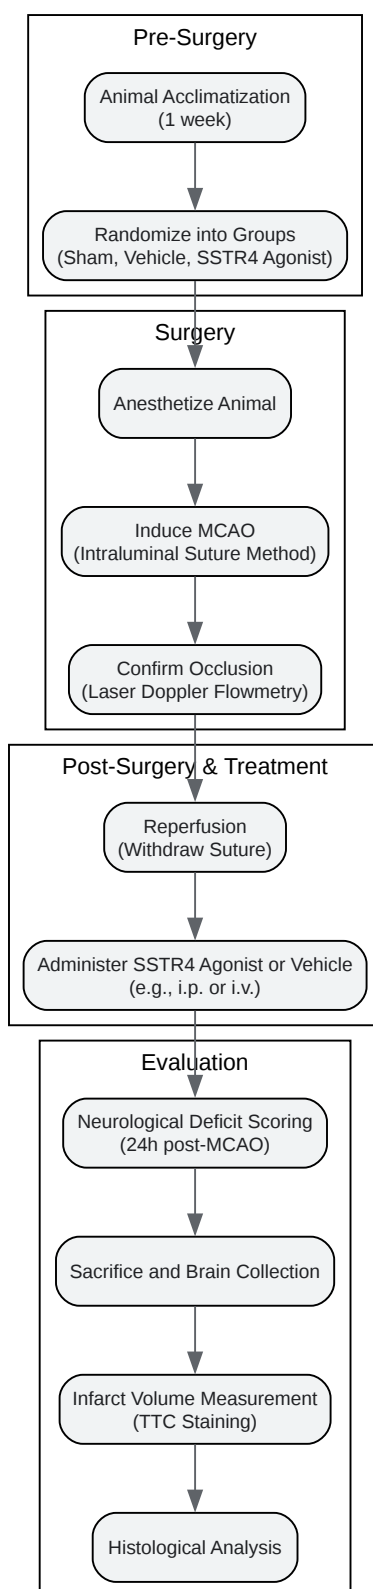 Pre-Surgery
Animal Acclimatization
(1 week)
Randomize into Groups
(Sham, Vehicle, SSTR4 Agonist)
Surgery
Anesthetize Animal
Induce MCAO
(Intraluminal Suture Method)
Confirm Occlusion
(Laser Doppler Flowmetry)
Post-Surgery & Treatment
Reperfusion
(Withdraw Suture)
Administer SSTR4 Agonist or Vehicle
(e.g., i.p. or i.v.)
Evaluation
Neurological Deficit Scoring
(24h post-MCAO)
Sacrifice and Brain Collection
Infarct Volume Measurement
(TTC Staining)
Histological Analysis